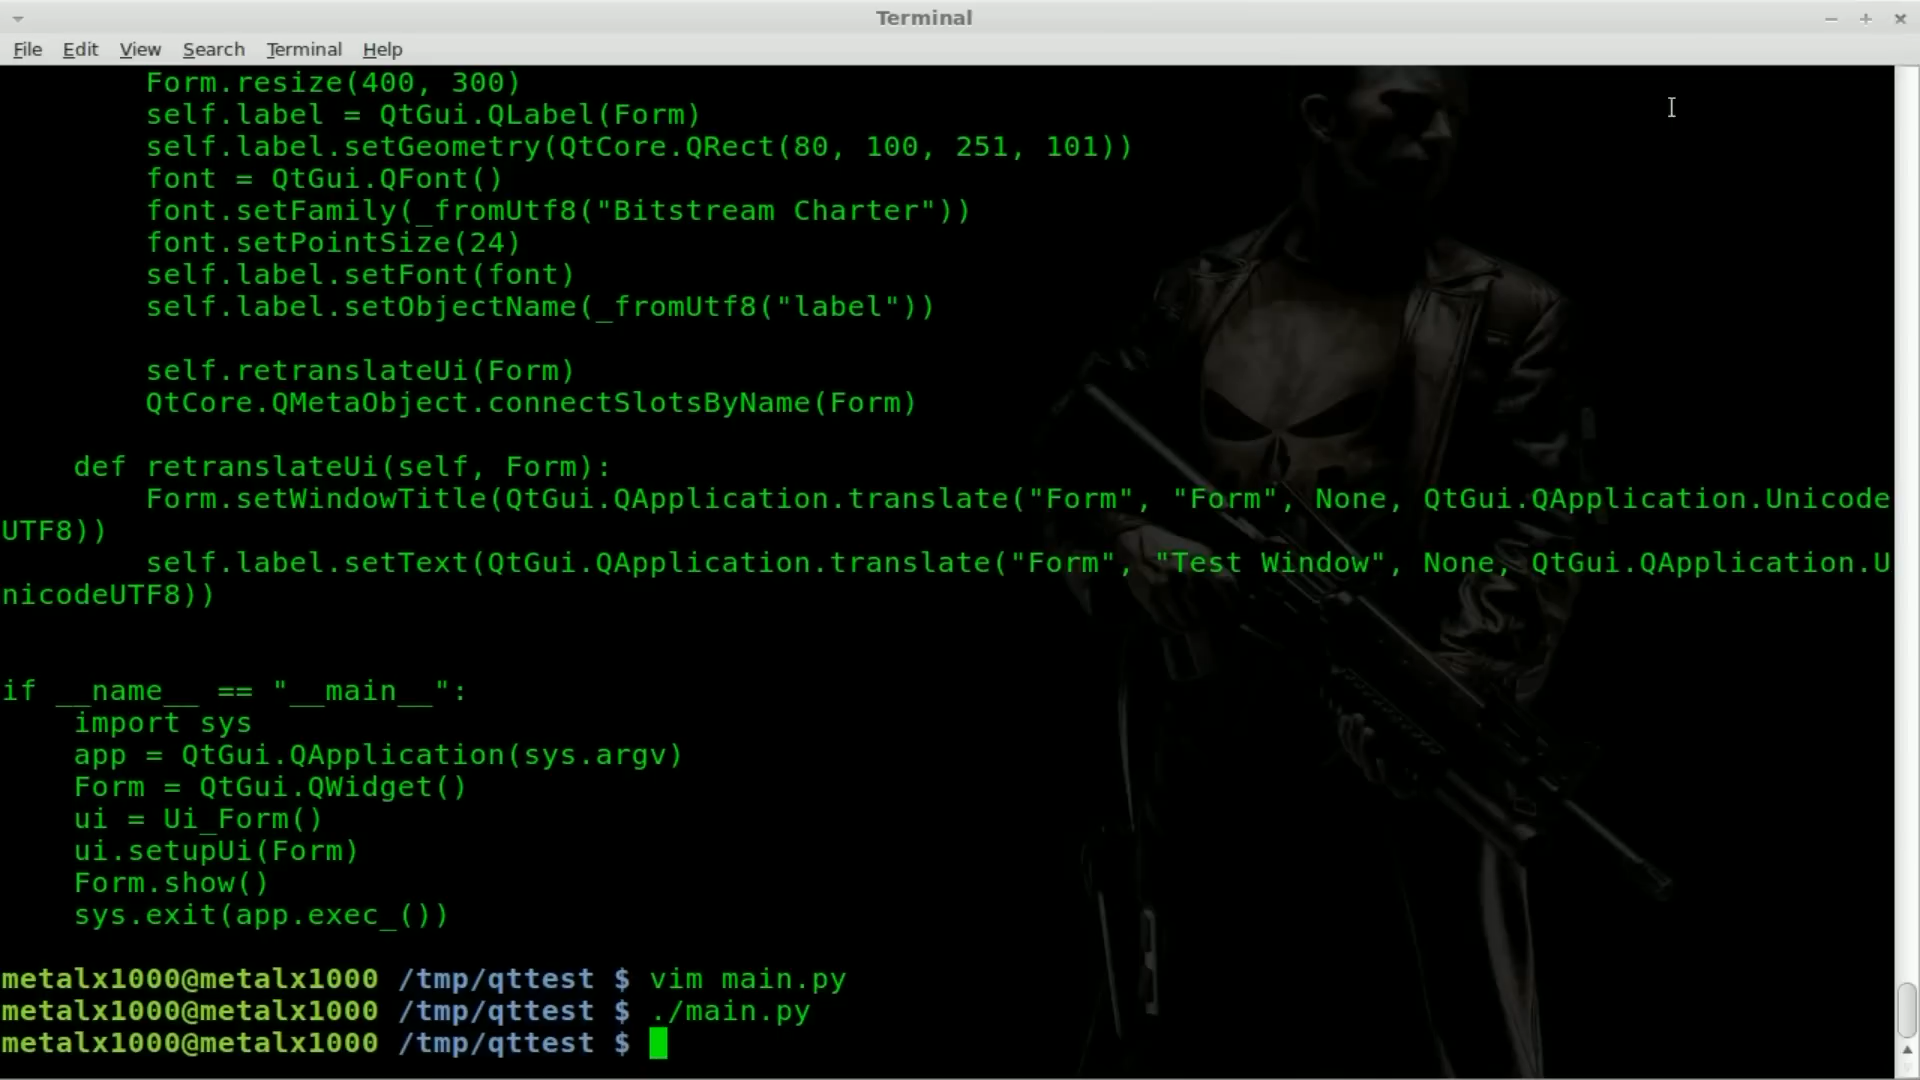 Terminal
File Edit View Search Terminal Help
Form.resize(400, 300)
self.label = QtGui.QLabel(Form)
self.label.setGeometry(QtCore.QRect(80, 100, 251, 101))
font = QtGui.QFont()
font.setFamily(_fromUtf8("Bitstream Charter"))
font.setPointSize(24)
self.label.setFont(font)
self.label.setObjectName(_fromUtf8("label"))
self.retranslateUi(Form)
QtCore.QMetaObject.connectSlotsByName(Form)
def retranslateUi(self, Form):
Form.setWindowTitle(QtGui.QApplication.translate("Form", "Form", None, QtGui.QApplication.Unicode
UTF8))
self.label.setText(QtGui.QApplication.translate("Form", "Test Window", None, QtGui.QApplication.U
nicodeUTF8))
if __name__ == "__main__":
import sys
app = QtGui.QApplication(sys.argv)
Form = QtGui.QWidget()
ui = Ui_Form()
ui.setupUi(Form)
Form.show()
sys.exit(app.exec_())
metalx1000@metalx1000 /tmp/qttest $ vim main.py
metalx1000@metalx1000 /tmp/qttest $ ./main.py
metalx1000@metalx1000 /tmp/qttest $